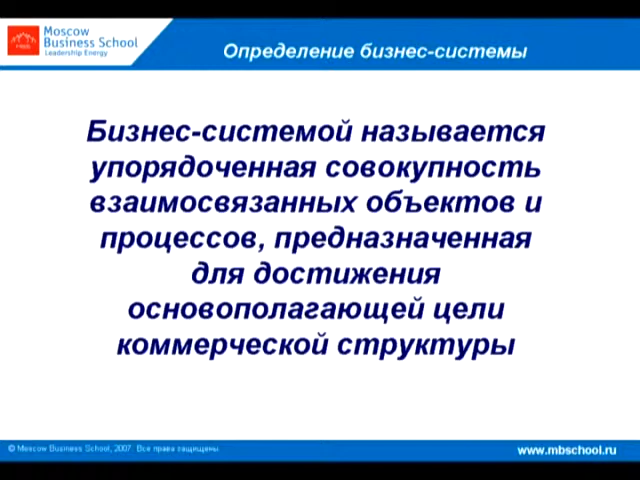 Moscow
Business School
Leadership Energy
Определение бизнес-системы
Бизнес-системой называется
упорядоченная совокупность
взаимосвязанных объектов и
процессов, предназначенная
для достижения
основополагающей цели
коммерческой структуры
© Moscow Business School, 2007. Все права защищены
www.mbschool.ru